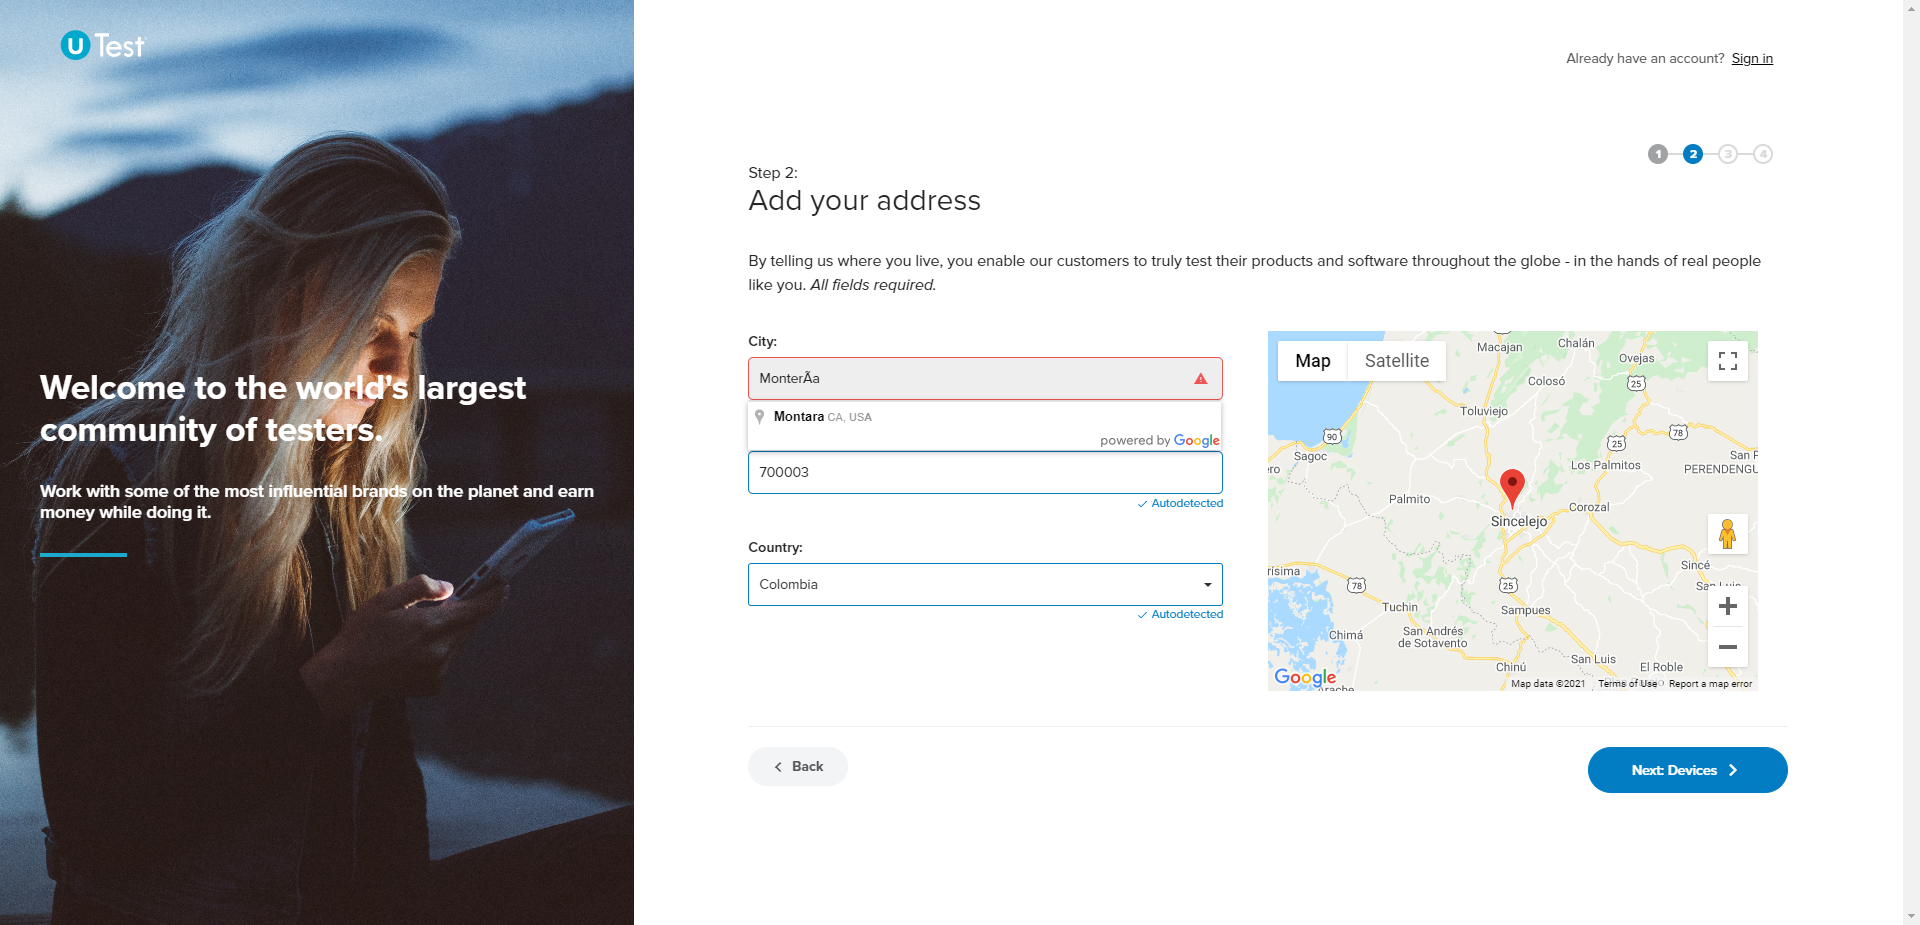 U Test
Already have an account? Sign in
1 2 3 4
Step 2:
Add your address
By telling us where you live, you enable our customers to truly test their products and software throughout the globe - in the hands of real people
like you. All fields required.
Welcome to the world's largest
community of testers.
Work with some of the most influential brands on the planet and earn
money while doing it.
City:
MonterÃa
Montara CA, USA
powered by Google
700003
Autodetected
Country:
Colombia
Autodetected
Map Satellite
Macajan
Chalán
Ovejas
Colosó
25
Toluviejo
90
25
78
Sagoc
San F
Los Palmitos
PERENDENGU
Palmito
Corozal
Sincelejo
Sincé
78
25
Tuchin
Sampues
Chimá
San Andrés
de Sotavento
Chinú
San Luis
El Roble
Google
Map data ©2021 Terms of Use Report a map error
Back
Next: Devices